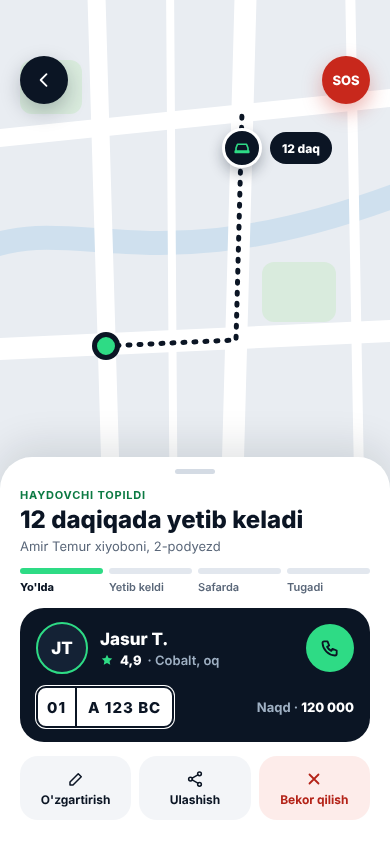 SOS
12 daq
HAYDOVCHI TOPILDI
12 daqiqada yetib keladi
Amir Temur xiyoboni, 2-podyezd
Yo'lda
Yetib keldi
Safarda
Tugadi
JT
Jasur T.
4,9 · Cobalt, oq
01 A 123 BC
Naqd · 120 000
O'zgartirish
Ulashish
Bekor qilish